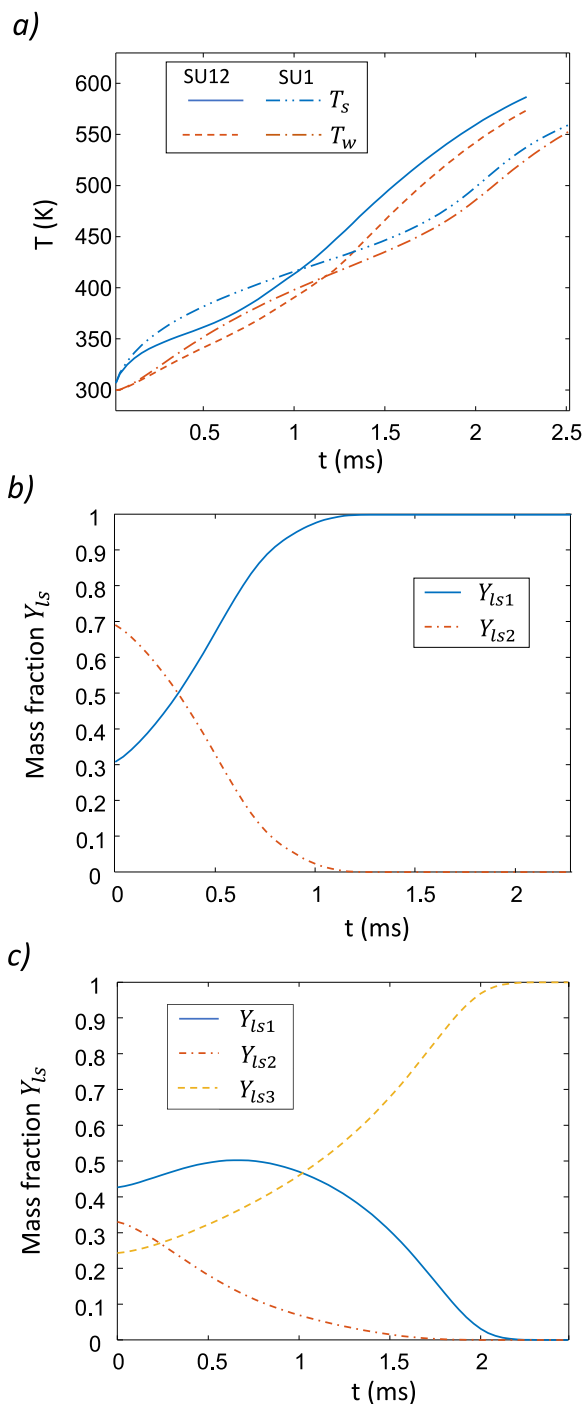 a)
SU12 SU1
T_s
T_w
600
550
500
450
400
350
300
T (K)
0.5 1 1.5 2 2.5
t (ms)
b)
1
0.9
0.8
0.7
0.6
0.5
0.4
0.3
0.2
0.1
0
Mass fraction Y_ls
Y_ls1
Y_ls2
0 0.5 1 1.5 2
t (ms)
c)
1
0.9
0.8
0.7
0.6
0.5
0.4
0.3
0.2
0.1
0
Mass fraction Y_ls
Y_ls1
Y_ls2
Y_ls3
0 0.5 1 1.5 2
t (ms)